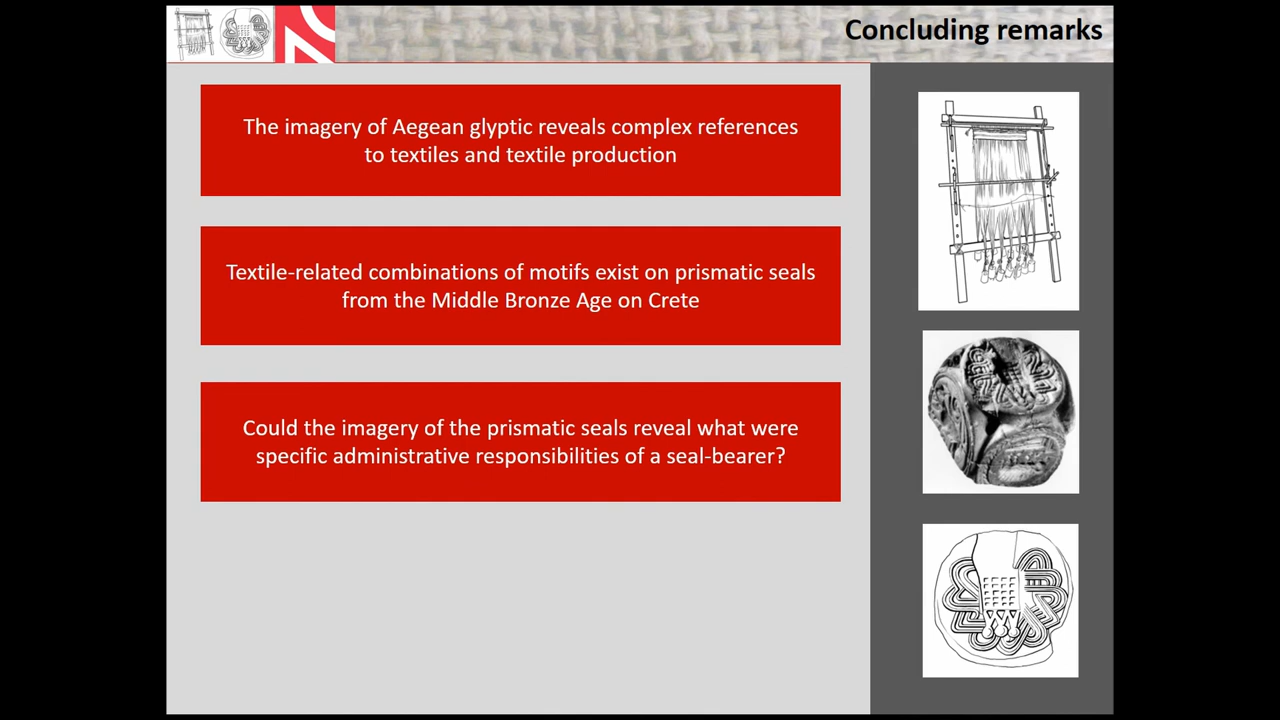 Concluding remarks
The imagery of Aegean glyptic reveals complex references
to textiles and textile production
Textile-related combinations of motifs exist on prismatic seals
from the Middle Bronze Age on Crete
Could the imagery of the prismatic seals reveal what were
specific administrative responsibilities of a seal-bearer?